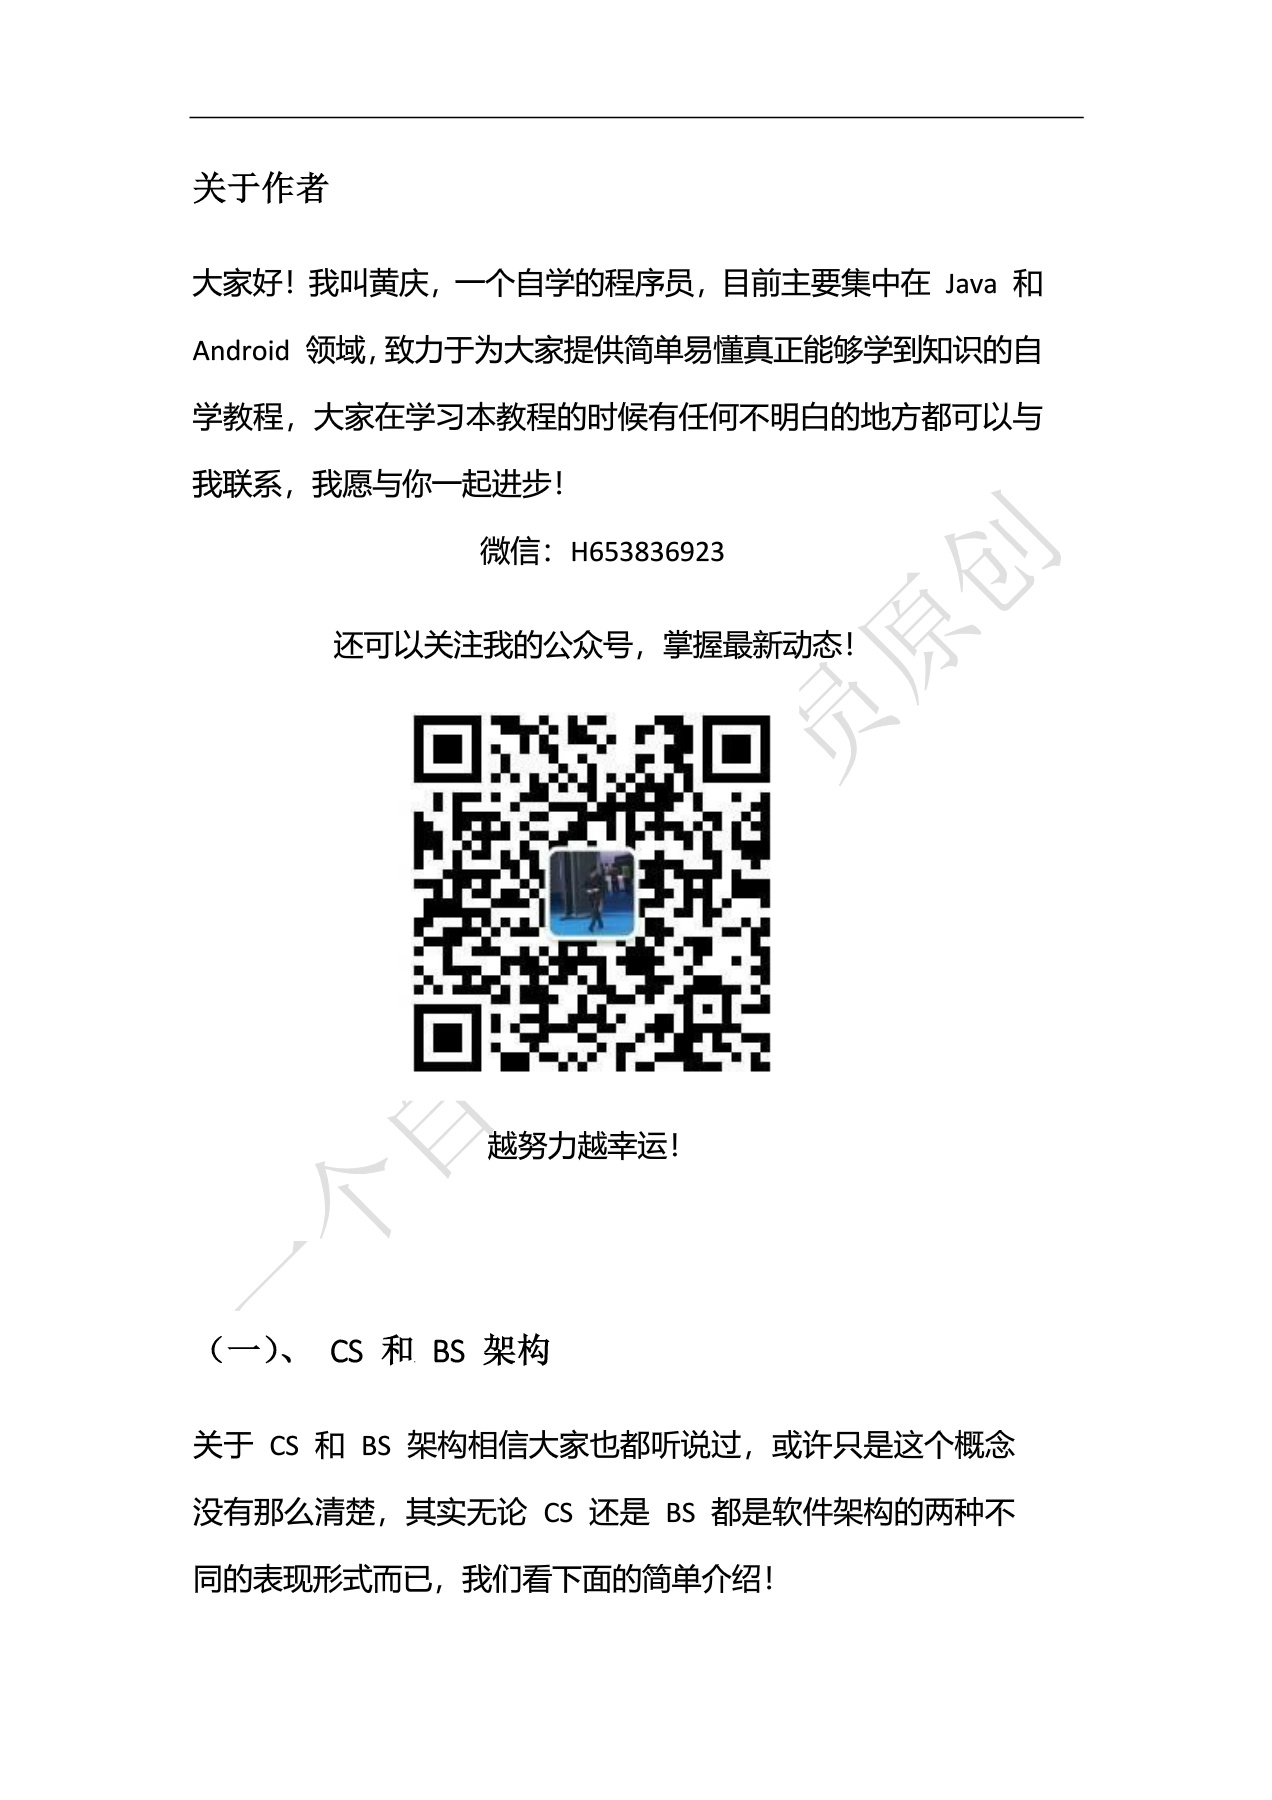 关于作者
大家好！我叫黄庆，一个自学的程序员，目前主要集中在 Java 和
Android 领域，致力于为大家提供简单易懂真正能够学到知识的自
学教程，大家在学习本教程的时候有任何不明白的地方都可以与
我联系，我愿与你一起进步！
微信：H653836923
还可以关注我的公众号，掌握最新动态！
越努力越幸运！
一个自
员原创
（一）、 CS 和 BS 架构
关于 CS 和 BS 架构相信大家也都听说过，或许只是这个概念
没有那么清楚，其实无论 CS 还是 BS 都是软件架构的两种不
同的表现形式而已，我们看下面的简单介绍！